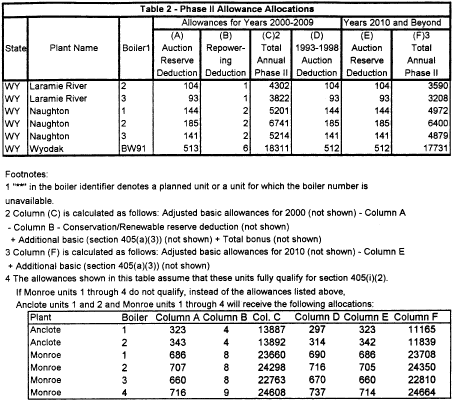 Table 2 - Phase II Allowance Allocations
Allowances for Years 2000-2009 Years 2010 and Beyond
(A) (B) (C)2 (D) (E) (F)3
State Plant Name Boiler1 Auction Repower- Total 1993-1998 Auction Total
Reserve ing Annual Auction Reserve Annual
Deduction Deduction Phase II Deduction Deduction Phase II
WY Laramie River 2 104 1 4302 104 104 3590
WY Laramie River 3 93 1 3822 93 93 3208
WY Naughton 1 144 2 5201 144 144 4972
WY Naughton 2 185 2 6741 185 185 6400
WY Naughton 3 141 2 5214 141 141 4879
WY Wyodak BW91 513 6 18311 512 512 17731
Footnotes:
1 "**" in the boiler identifier denotes a planned unit or a unit for which the boiler number is
unavailable.
2 Column (C) is calculated as follows: Adjusted basic allowances for 2000 (not shown) - Column A
- Column B - Conservation/Renewable reserve deduction (not shown)
+ Additional basic (section 405(a)(3)) (not shown) + Total bonus (not shown)
3 Column (F) is calculated as follows: Adjusted basic allowances for 2010 (not shown) - Column E
+ Additional basic (section 405(a)(3)) (not shown)
4 The allowances shown in this table assume that these units fully qualify for section 405(i)(2).
If Monroe units 1 through 4 do not qualify, instead of the allowances listed above,
Anclote units 1 and 2 and Monroe units 1 through 4 will receive the following allocations:
Plant Boiler Column A Column B Col. C Column D Column E Column F
Anclote 1 323 4 13887 297 323 11165
Anclote 2 343 4 13892 314 342 11839
Monroe 1 686 8 23660 690 686 23708
Monroe 2 707 8 24298 716 705 24350
Monroe 3 660 8 22763 670 660 22810
Monroe 4 716 9 24608 737 714 24664